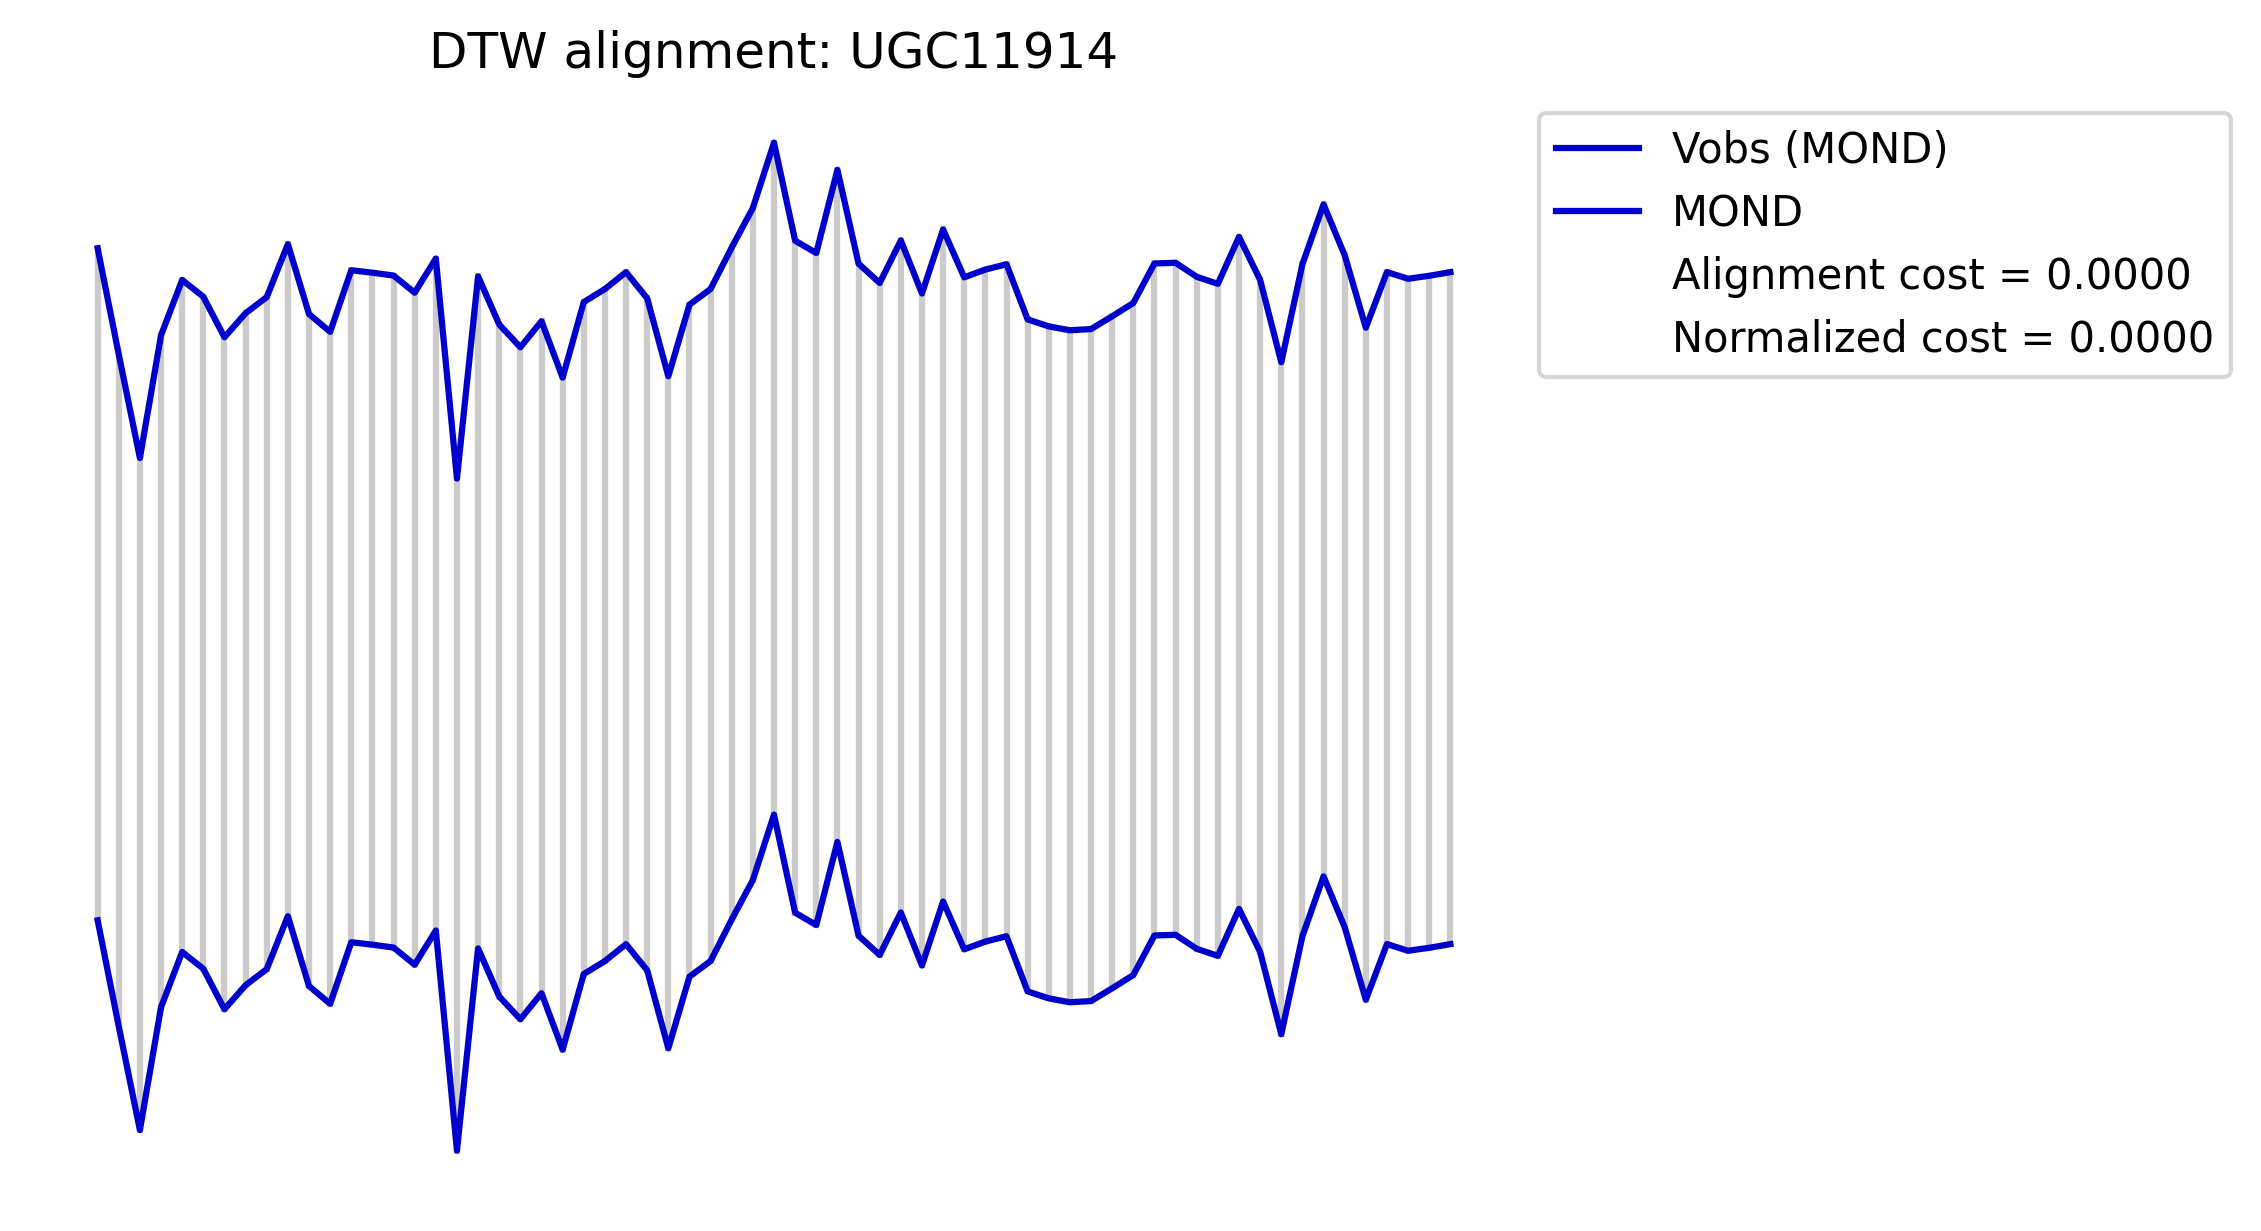 DTW alignment: UGC11914
Vobs (MOND)
MOND
Alignment cost = 0.0000
Normalized cost = 0.0000